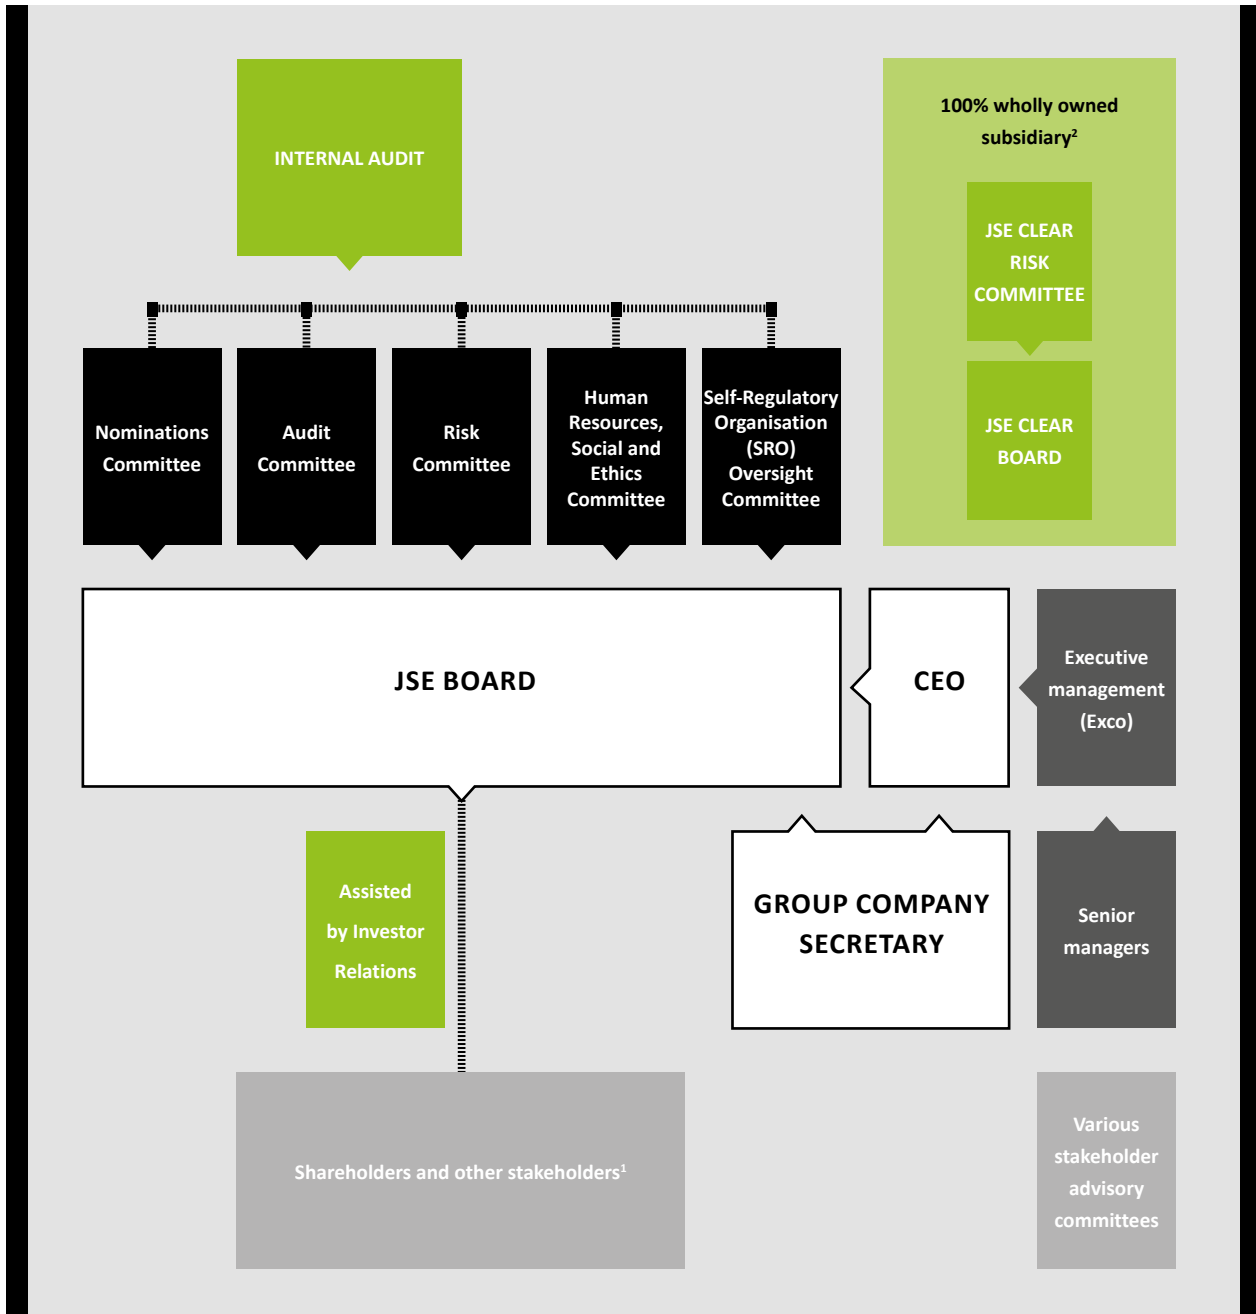 INTERNAL AUDIT
100% wholly owned
subsidiary²
JSE CLEAR
RISK
COMMITTEE
JSE CLEAR
BOARD
Nominations
Committee
Audit
Committee
Risk
Committee
Human
Resources,
Social and
Ethics
Committee
Self-Regulatory
Organisation
(SRO)
Oversight
Committee
JSE BOARD
CEO
Executive
management
(Exco)
Assisted
by Investor
Relations
GROUP COMPANY
SECRETARY
Senior
managers
Shareholders and other stakeholders¹
Various
stakeholder
advisory
committees